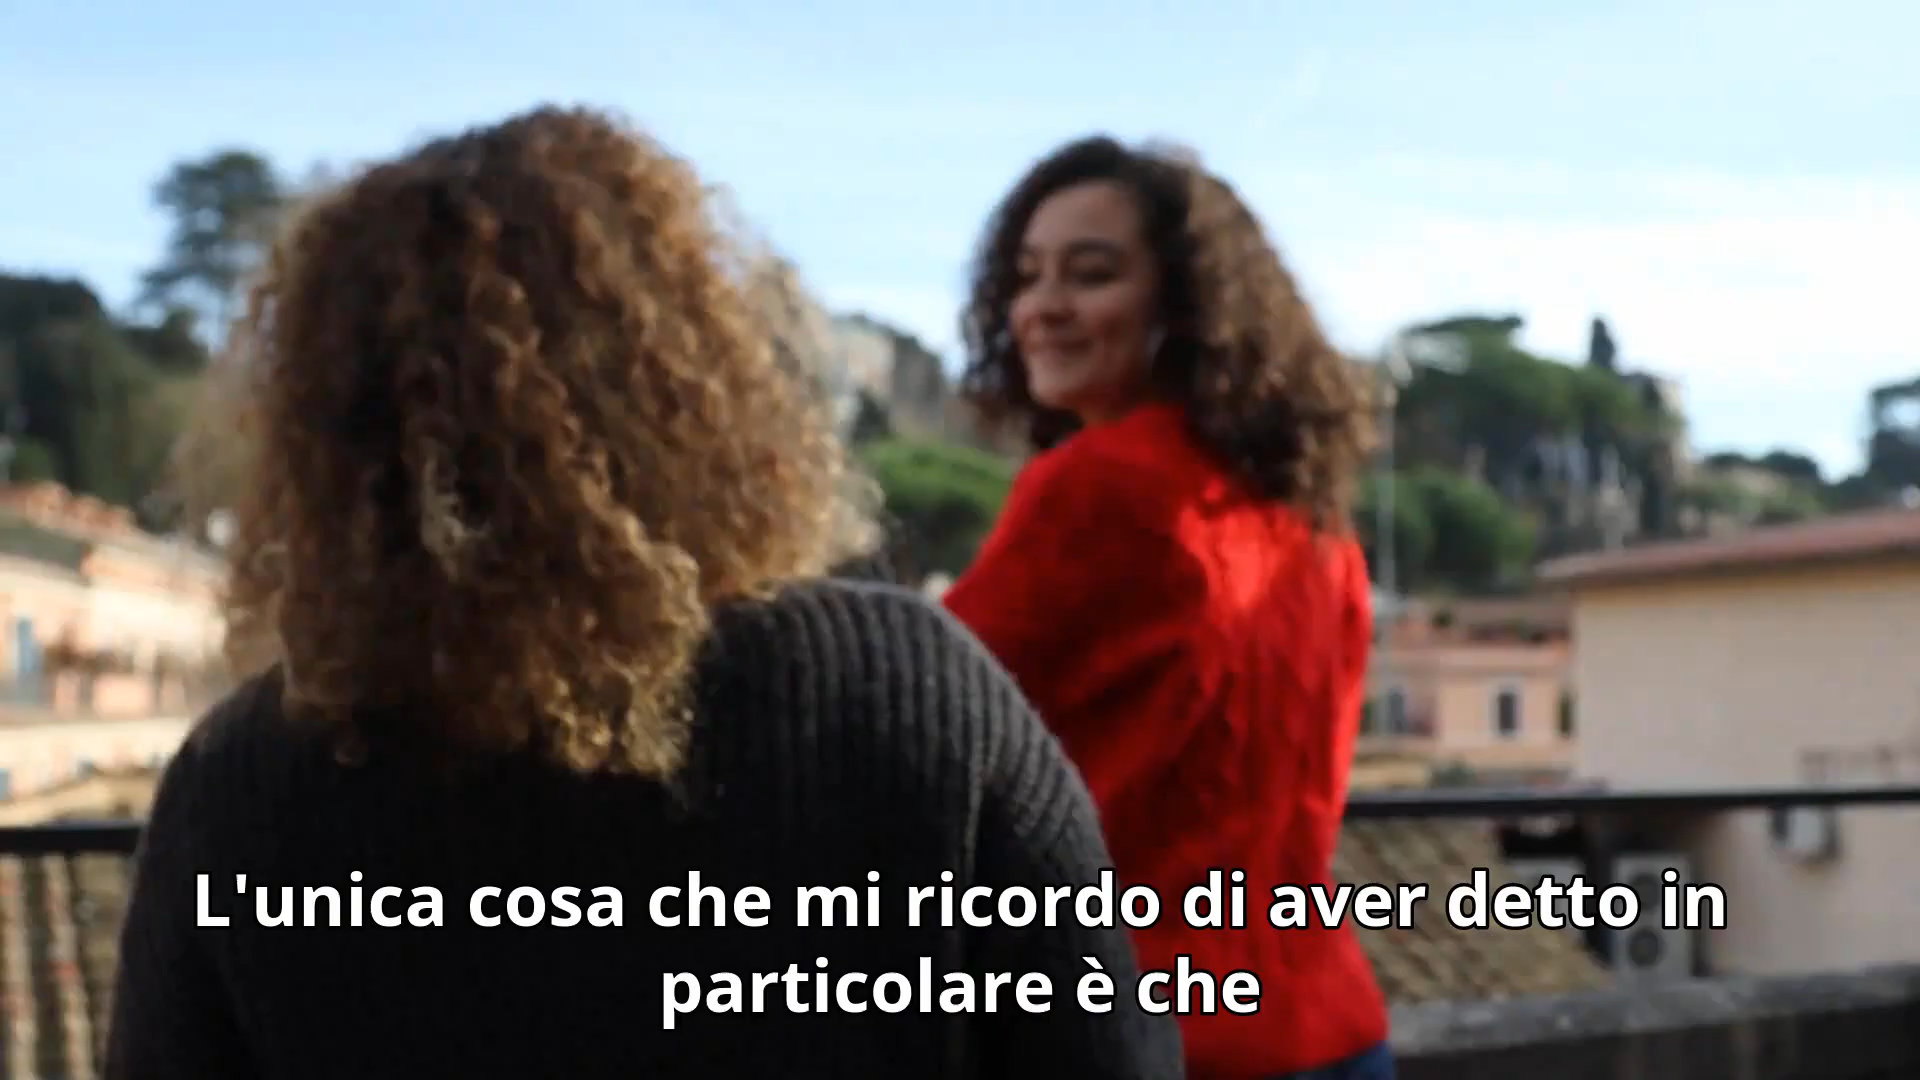 L'unica cosa che mi ricordo di aver detto in
particolare è che